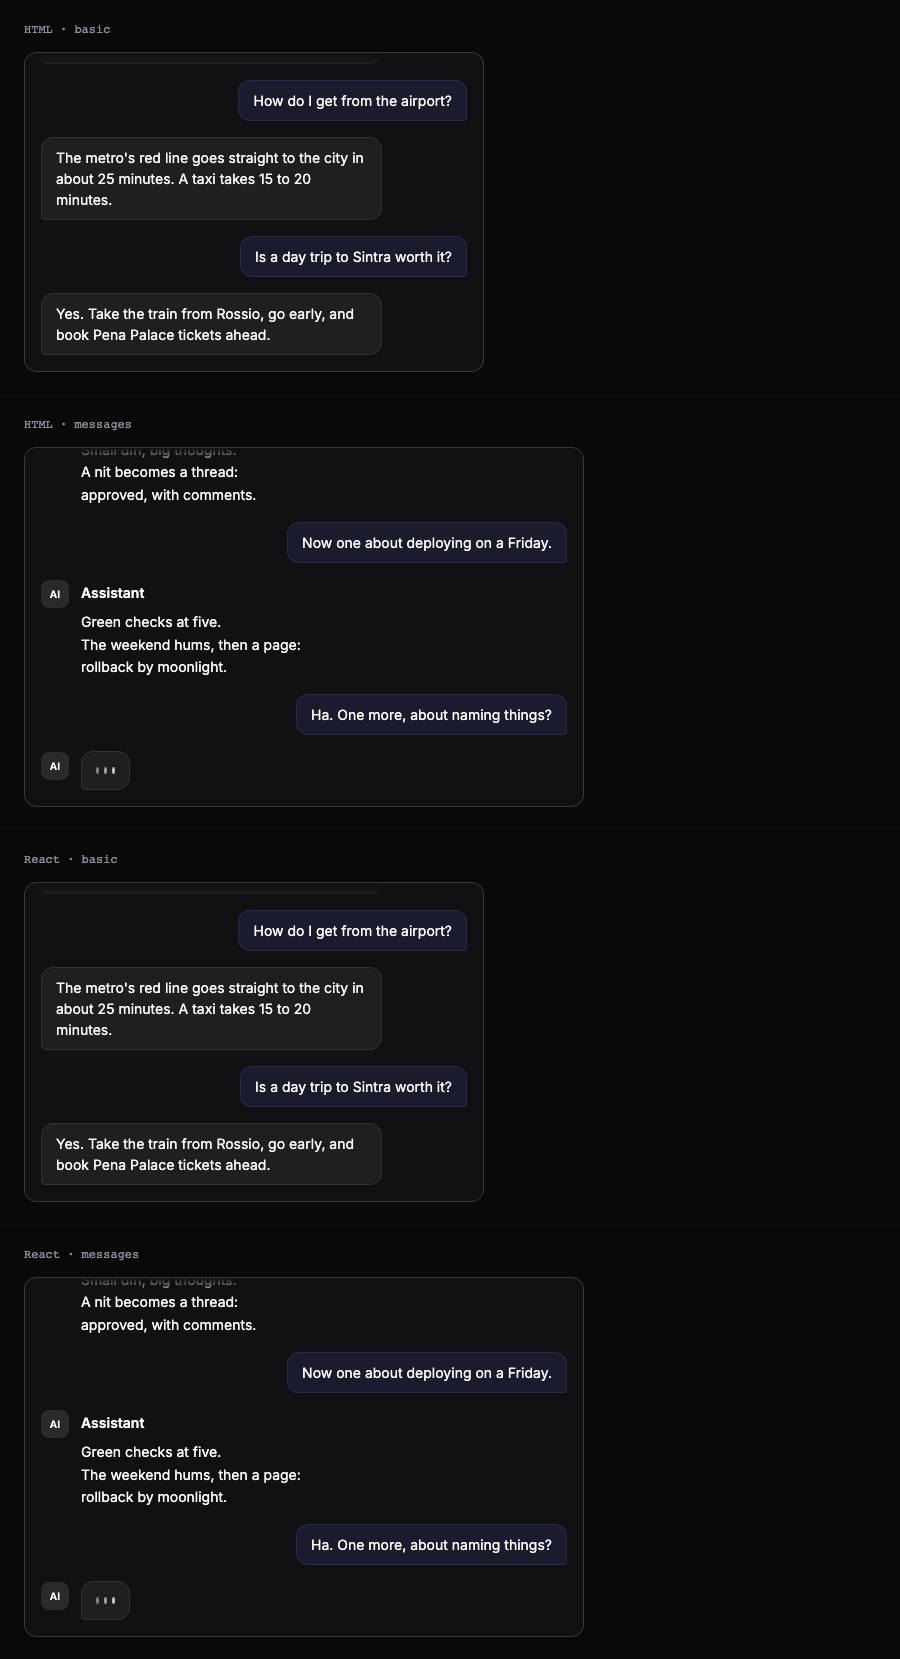 HTML · basic
How do I get from the airport?
The metro's red line goes straight to the city in
about 25 minutes. A taxi takes 15 to 20
minutes.
Is a day trip to Sintra worth it?
Yes. Take the train from Rossio, go early, and
book Pena Palace tickets ahead.
HTML · messages
big thoughts.
A nit becomes a thread:
approved, with comments.
Now one about deploying on a Friday.
AI
Assistant
Green checks at five.
The weekend hums, then a page:
rollback by moonlight.
Ha. One more, about naming things?
AI
React · basic
How do I get from the airport?
The metro's red line goes straight to the city in
about 25 minutes. A taxi takes 15 to 20
minutes.
Is a day trip to Sintra worth it?
Yes. Take the train from Rossio, go early, and
book Pena Palace tickets ahead.
React · messages
big thoughts.
A nit becomes a thread:
approved, with comments.
Now one about deploying on a Friday.
AI
Assistant
Green checks at five.
The weekend hums, then a page:
rollback by moonlight.
Ha. One more, about naming things?
AI